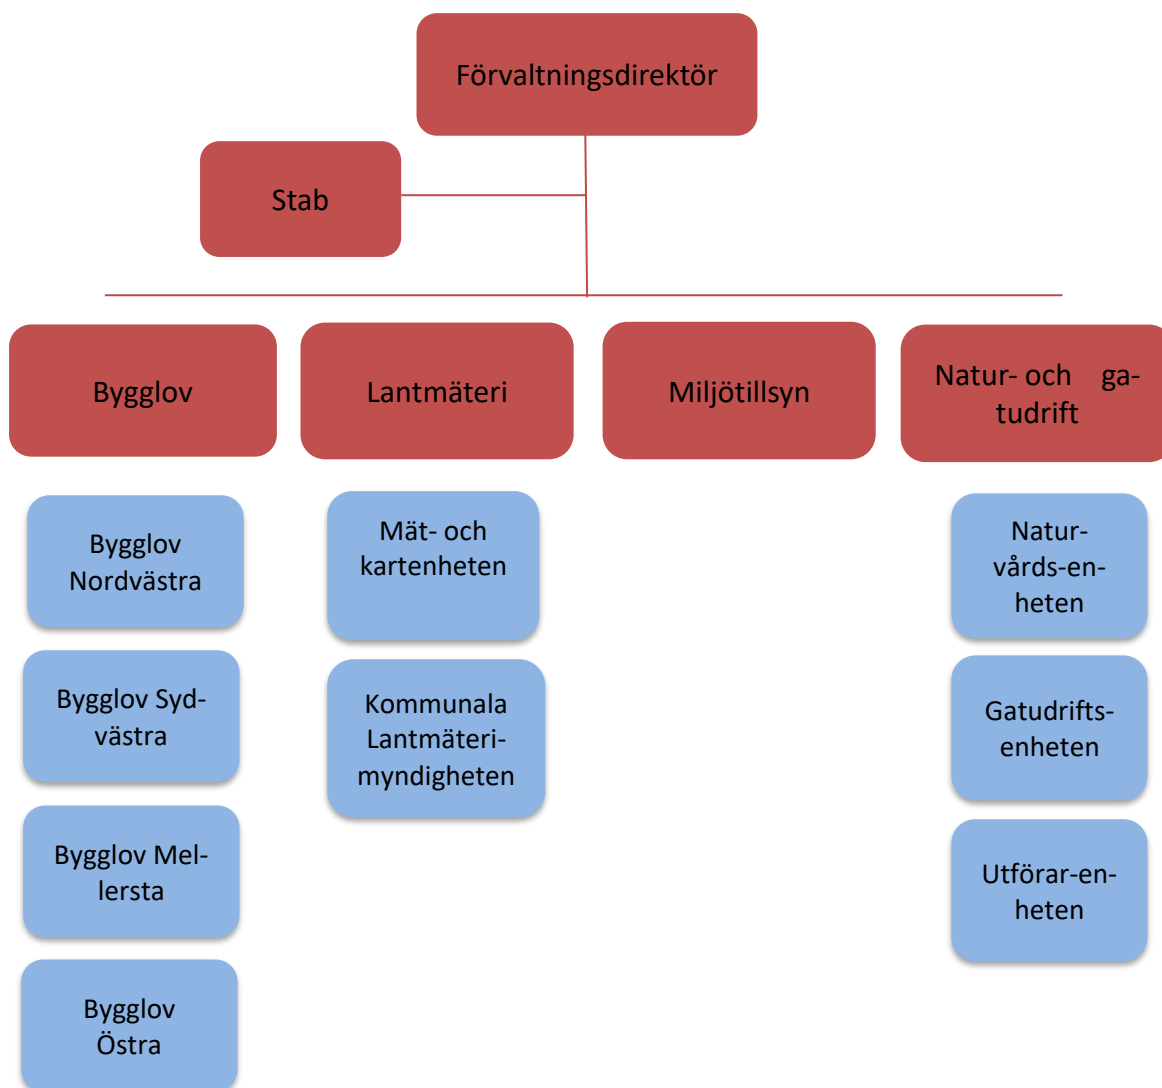 Förvaltningsdirektör
Stab
Bygglov
Lantmäteri
Miljötillsyn
Natur- och ga-
tudrift
Bygglov
Nordvästra
Bygglov Syd-
västra
Bygglov Mel-
lersta
Bygglov
Östra
Mät- och
kartenheten
Kommunala
Lantmäteri-
myndigheten
Natur-
vårds-en-
heten
Gatudrifts-
enheten
Utförar-en-
heten